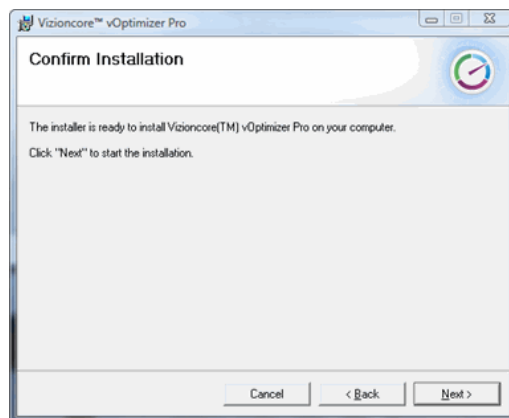 Vizioncore™ vOptimizer Pro
Confirm Installation
The installer is ready to install Vizioncore(TM) vOptimizer Pro on your computer.
Click "Next" to start the installation.
Cancel < Back Next >